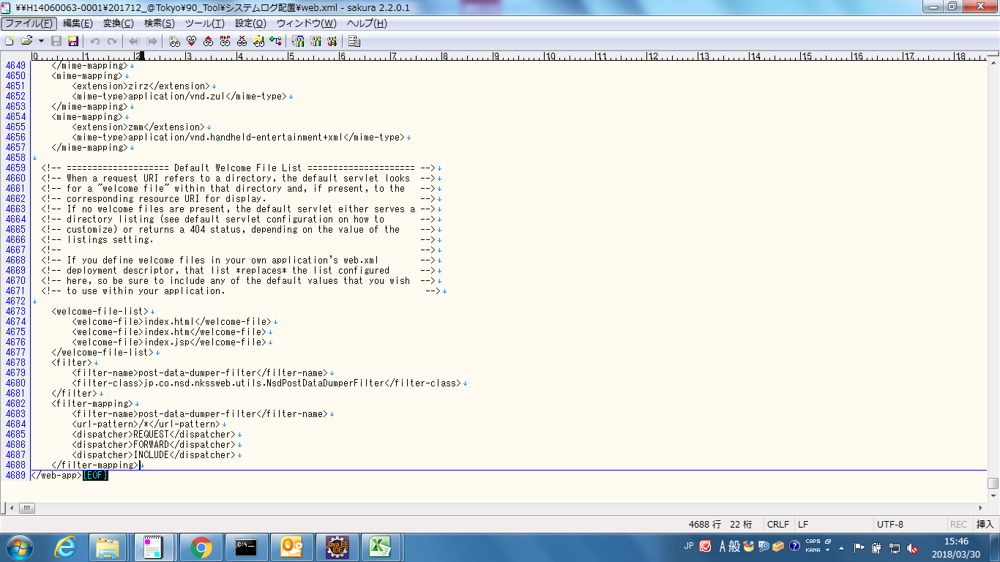 ¥¥H14060063-0001¥201712_@Tokyo¥90_Tool¥システムログ配置¥web.xml - sakura 2.2.0.1
ファイル(F) 編集(E) 変換(C) 検索(S) ツール(T) 設定(O) ウィンドウ(W) ヘルプ(H)
0 1 2 3 4 5 6 7 8 9 10 11 12 13 14 15 16 17 18
4649 </mime-mapping>↓
4650 <mime-mapping>↓
4651 <extension>zirz</extension>↓
4652 <mime-type>application/vnd.zul</mime-type>↓
4653 </mime-mapping>↓
4654 <mime-mapping>↓
4655 <extension>zmm</extension>↓
4656 <mime-type>application/vnd.handheld-entertainment+xml</mime-type>↓
4657 </mime-mapping>↓
4658 ↓
4659 <!-- ==================== Default Welcome File List ===================== -->↓
4660 <!-- When a request URI refers to a directory, the default servlet looks -->↓
4661 <!-- for a "welcome file" within that directory and, if present, to the -->↓
4662 <!-- corresponding resource URI for display. -->↓
4663 <!-- If no welcome files are present, the default servlet either serves a -->↓
4664 <!-- directory listing (see default servlet configuration on how to -->↓
4665 <!-- customize) or returns a 404 status, depending on the value of the -->↓
4666 <!-- listings setting. -->↓
4667 <!-- -->↓
4668 <!-- If you define welcome files in your own application's web.xml -->↓
4669 <!-- deployment descriptor, that list *replaces* the list configured -->↓
4670 <!-- here, so be sure to include any of the default values that you wish -->↓
4671 <!-- to use within your application. -->↓
4672 ↓
4673 <welcome-file-list>↓
4674 <welcome-file>index.html</welcome-file>↓
4675 <welcome-file>index.htm</welcome-file>↓
4676 <welcome-file>index.jsp</welcome-file>↓
4677 </welcome-file-list>↓
4678 <filter>↓
4679 <filter-name>post-data-dumper-filter</filter-name>↓
4680 <filter-class>jp.co.nsd.nkssweb.utils.NsdPostDataDumperFilter</filter-class>↓
4681 </filter>↓
4682 <filter-mapping>↓
4683 <filter-name>post-data-dumper-filter</filter-name>↓
4684 <url-pattern>/*</url-pattern>↓
4685 <dispatcher>REQUEST</dispatcher>↓
4686 <dispatcher>FORWARD</dispatcher>↓
4687 <dispatcher>INCLUDE</dispatcher>↓
4688 </filter-mapping>↓
4689 </web-app>[EOF]
4688 行 22 桁 CRLF LF UTF-8 REC 挿入
C:\_ Java EE IDE JP A 般 CAPS KANA 15:46
2018/03/30